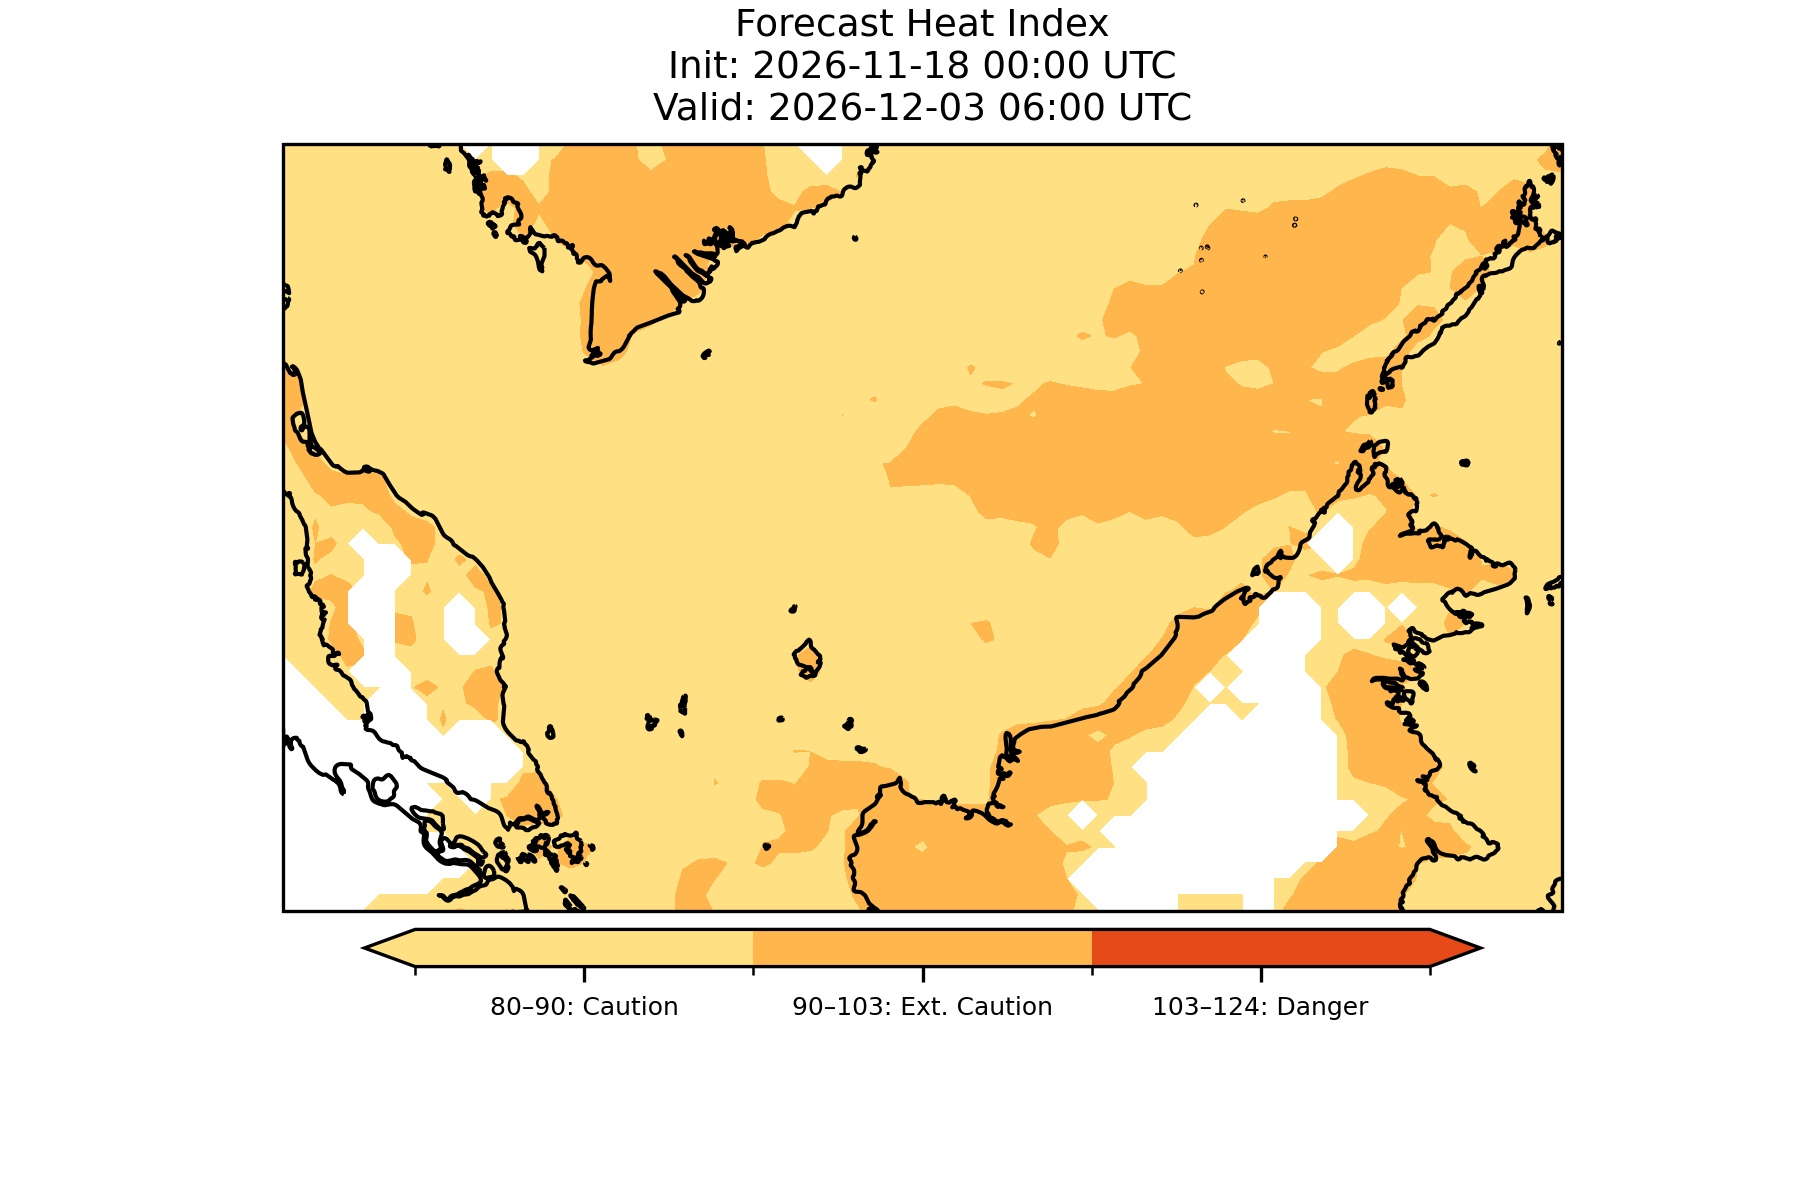 Forecast Heat Index
Init: 2026-11-18 00:00 UTC
Valid: 2026-12-03 06:00 UTC
80–90: Caution
90–103: Ext. Caution
103–124: Danger